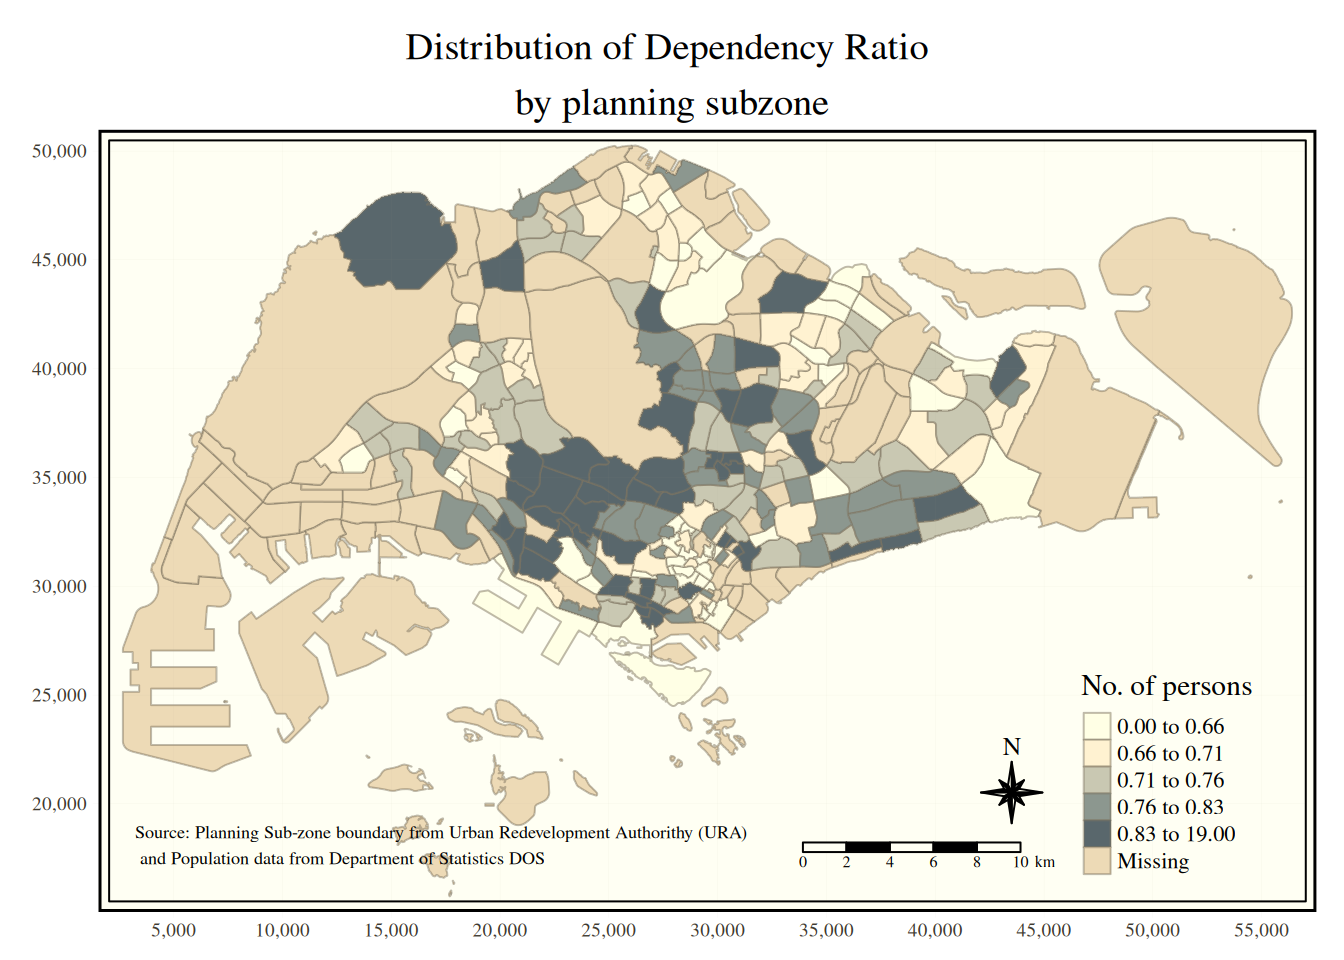 Distribution of Dependency Ratio
by planning subzone
50,000
45,000
40,000
35,000
30,000
25,000
20,000
No. of persons
0.00 to 0.66
0.66 to 0.71
0.71 to 0.76
0.76 to 0.83
0.83 to 19.00
Missing
N
0 2 4 6 8 10 km
Source: Planning Sub-zone boundary from Urban Redevelopment Authorithy (URA)
and Population data from Department of Statistics DOS
5,000 10,000 15,000 20,000 25,000 30,000 35,000 40,000 45,000 50,000 55,000